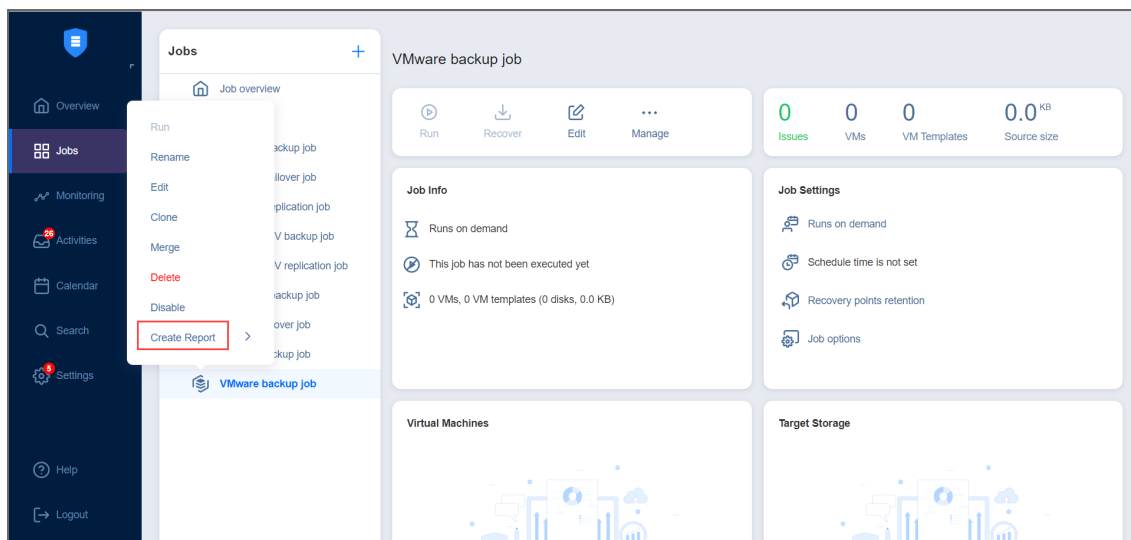 Overview
Jobs
Monitoring
26
Activities
Calendar
Search
5
Settings
Help
Logout
Jobs +
Job overview
ackup job
ilover job
eplication job
V backup job
V replication job
ackup job
over job
ckup job
VMware backup job
Run
Rename
Edit
Clone
Merge
Delete
Disable
Create Report
VMware backup job
Run Recover Edit Manage
0 0 0 0.0 KB
Issues VMs VM Templates Source size
Job Info
Runs on demand
This job has not been executed yet
0 VMs, 0 VM templates (0 disks, 0.0 KB)
Job Settings
Runs on demand
Schedule time is not set
Recovery points retention
Job options
Virtual Machines
Target Storage